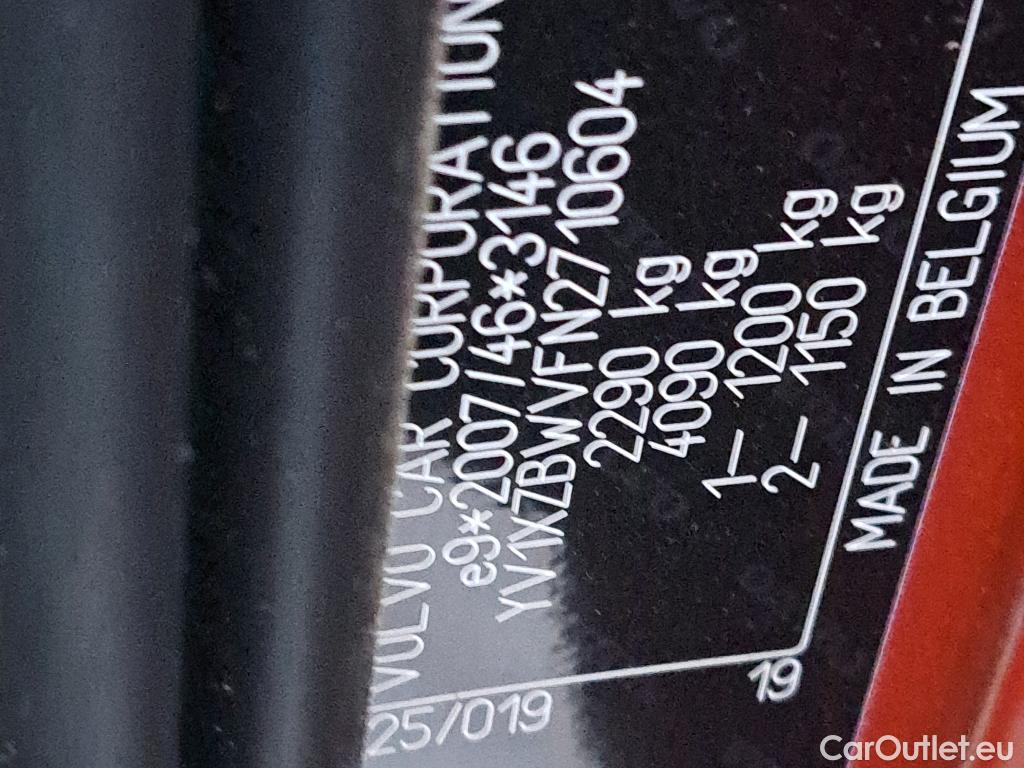 VOLVO CAR CORPORATION
e9*2007/46*3146
YV1XZBWVFN2710604
2290 kg
4090 kg
1- 1200 kg
2- 1150 kg
25/019
19
MADE IN BELGIUM
CarOutlet.eu